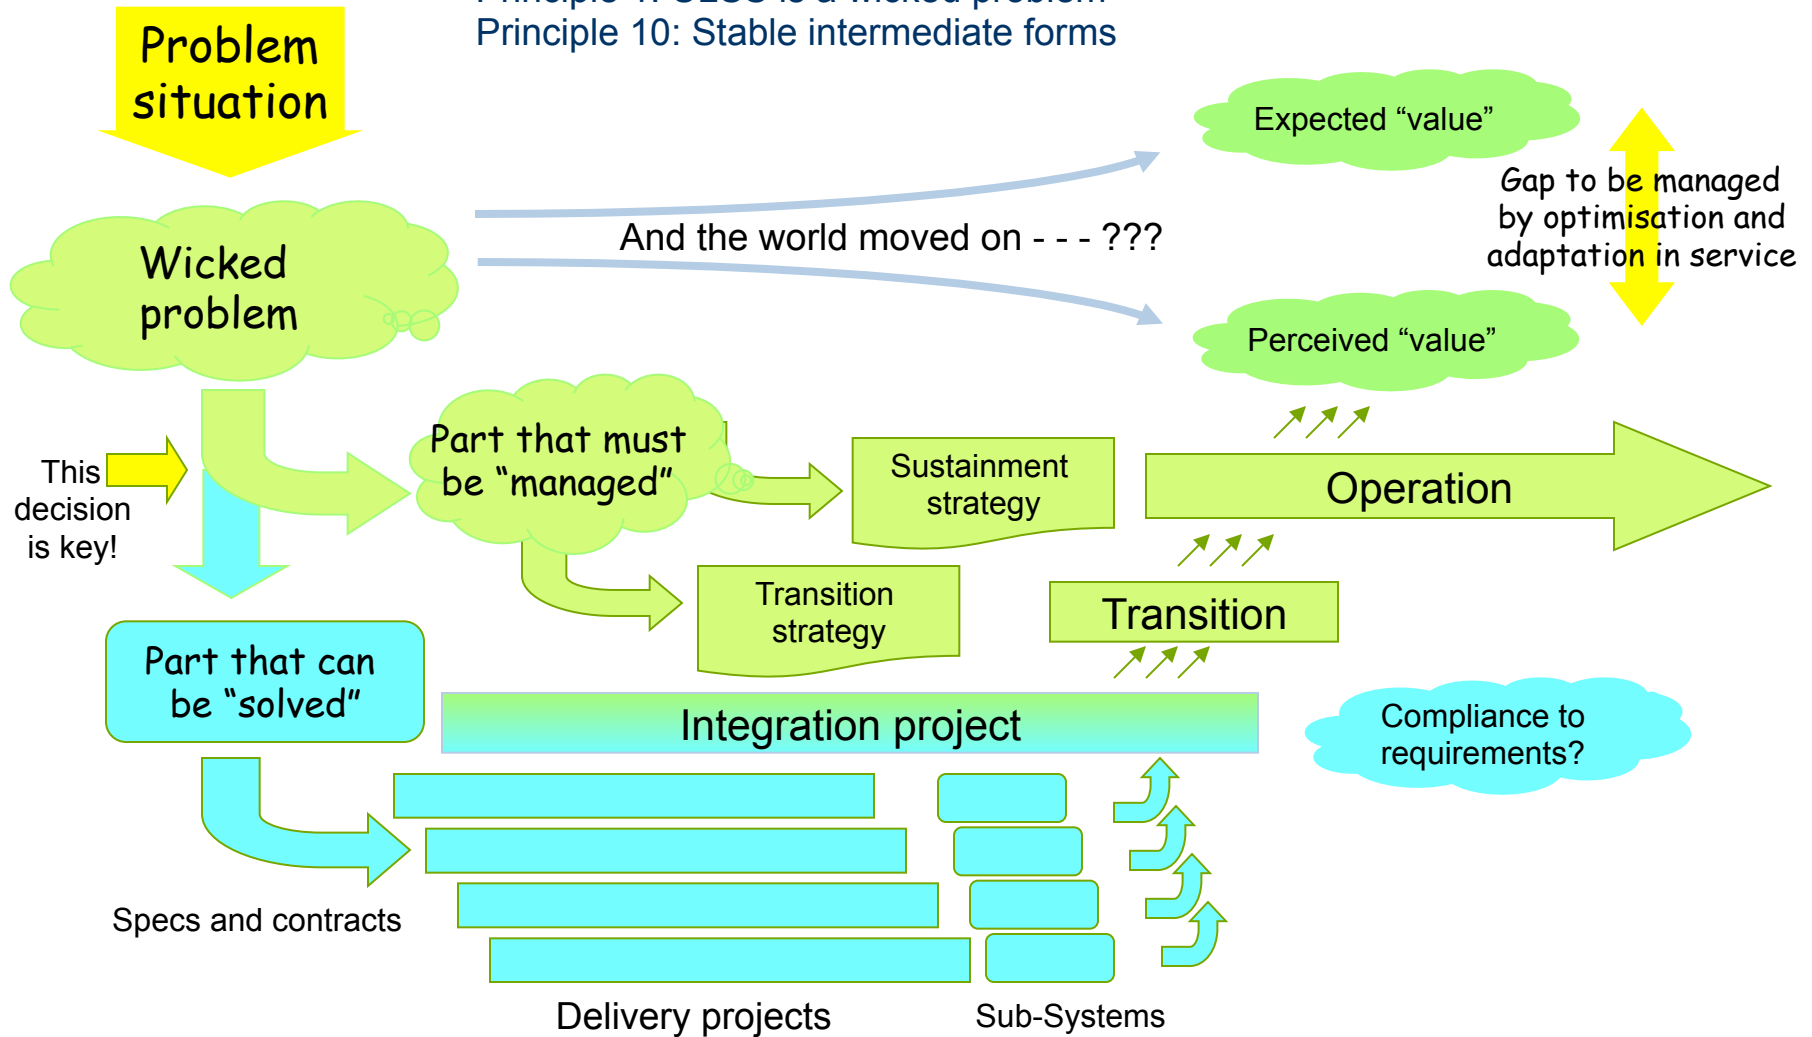 Principle 10: Stable intermediate forms
Problem
situation
Expected “value”
Gap to be managed
by optimisation and
adaptation in service
And the world moved on - - - ???
Wicked
problem
Perceived “value”
Part that must
be “managed”
Sustainment
strategy
Operation
This
decision
is key!
Transition
strategy
Transition
Part that can
be “solved”
Integration project
Compliance to
requirements?
Specs and contracts
Delivery projects
Sub-Systems